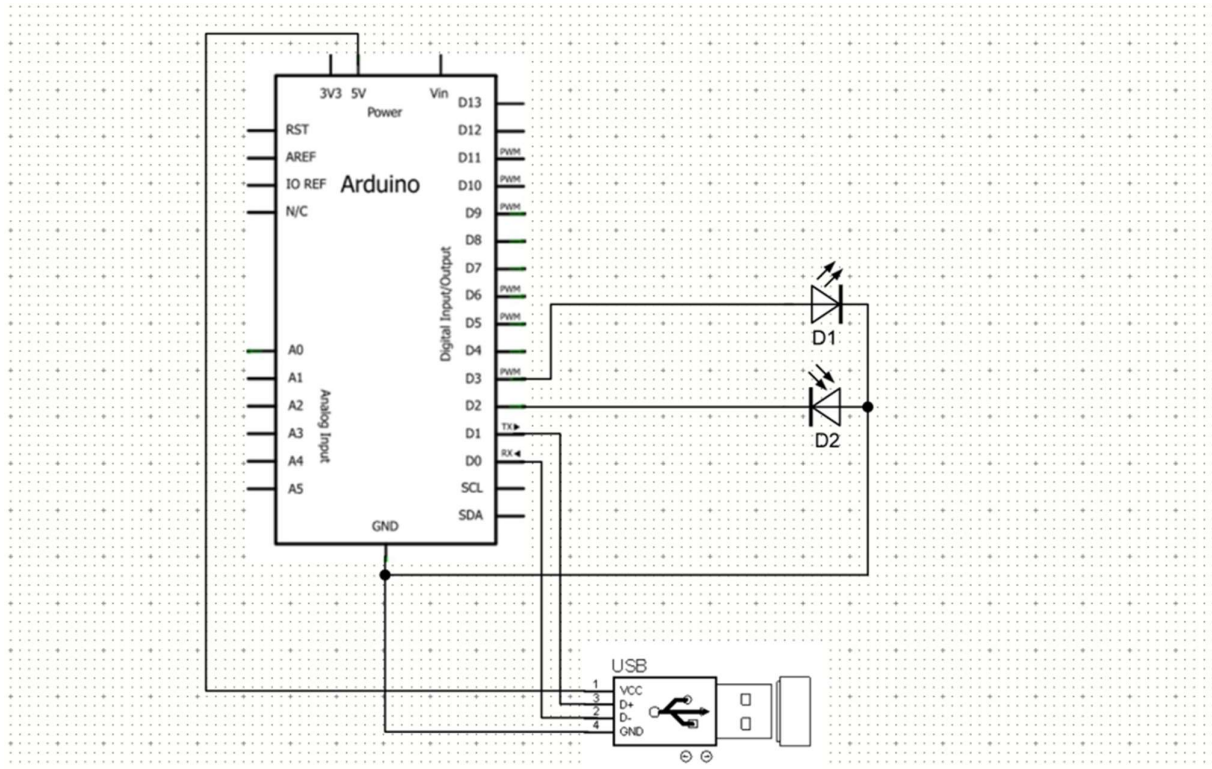 3V3 5V Vin
Power
D13
RST D12
AREF D11 PWM
IO REF Arduino D10 PWM
N/C D9 PWM
D8
D7
D6 PWM
Digital Input/Output
D5 PWM
D1
A0 D4
A1 D3 PWM
A2 D2
D2
Analog Input
A3 D1 TX▶
A4 D0 RX◀
A5 SCL
SDA
GND
USB
1 VCC
3 D+
2 D-
4 GND